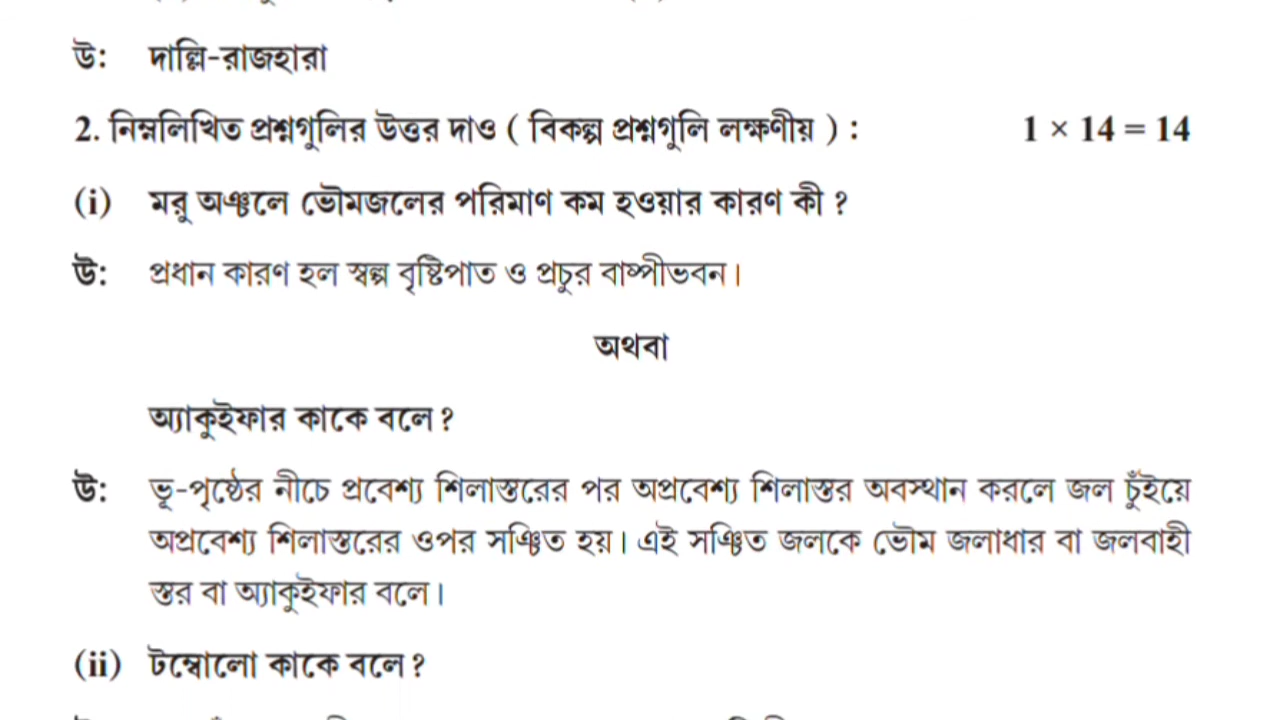 উ: দাল্লি-রাজহারা
2. নিম্নলিখিত প্রশ্নগুলির উত্তর দাও ( বিকল্প প্রশ্নগুলি লক্ষণীয় ) : 1 × 14 = 14
(i) মরু অঞ্চলে ভৌমজলের পরিমাণ কম হওয়ার কারণ কী ?
উ: প্রধান কারণ হল স্বল্প বৃষ্টিপাত ও প্রচুর বাষ্পীভবন।
অথবা
অ্যাকুইফার কাকে বলে ?
উ: ভূ-পৃষ্ঠের নীচে প্রবেশ্য শিলাস্তরের পর অপ্রবেশ্য শিলাস্তর অবস্থান করলে জল চুঁইয়ে
অপ্রবেশ্য শিলাস্তরের ওপর সঞ্চিত হয়। এই সঞ্চিত জলকে ভৌম জলাধার বা জলবাহী
স্তর বা অ্যাকুইফার বলে।
(ii) টম্বোলো কাকে বলে ?